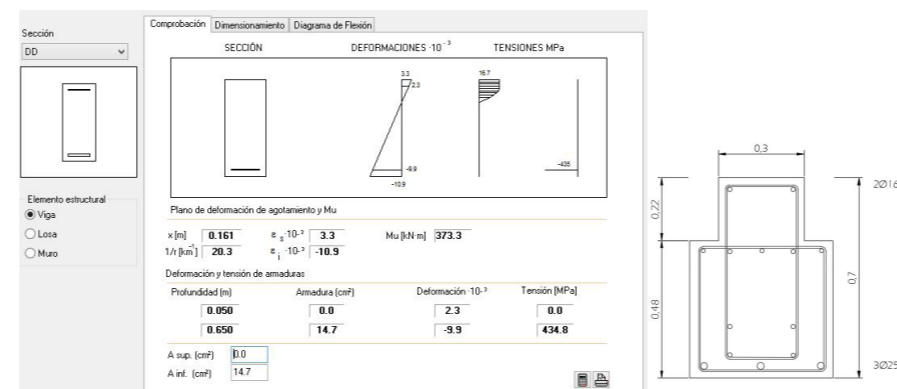 Sección
DD
Elemento estructural
Viga
Losa
Muro
Comprobación Dimensionamiento Diagrama de Flexión
SECCIÓN DEFORMACIONES ·10⁻³ TENSIONES MPa
3.3
2.3
-9.9
-10.9
16.7
-435
Plano de deformación de agotamiento y Mu
x [m] 0.161 ε s ·10-³ 3.3 Mu [kN·m] 373.3
1/r [km⁻¹] 20.3 ε i ·10-³ -10.9
Deformación y tensión de armaduras
Profundidad (m) Armadura (cm²) Deformación ·10-³ Tensión [MPa]
0.050 0.0 2.3 0.0
0.650 14.7 -9.9 434.8
A sup. (cm²) 0.0
A inf. (cm²) 14.7
0,3
2Ø16
0,22
0,7
0,48
3Ø25